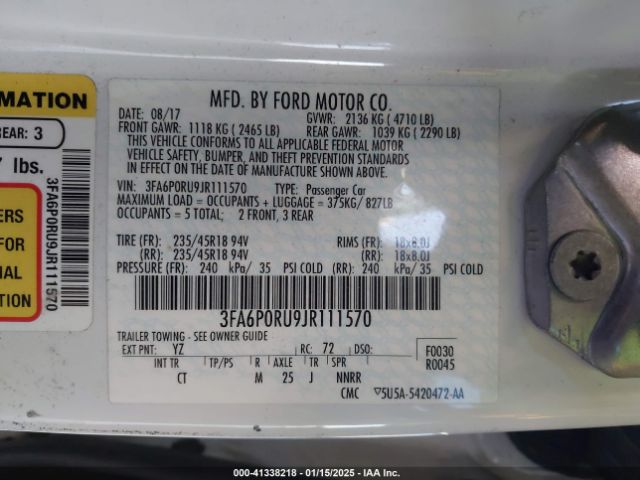 MATION
REAR: 3
lbs.
ERS
FOR
IAL
ION
3FA6P0RU9JR111570
MFD. BY FORD MOTOR CO.
DATE: 08/17 GVWR: 2136 KG ( 4710 LB)
FRONT GAWR: 1118 KG ( 2465 LB) REAR GAWR: 1039 KG ( 2290 LB)
THIS VEHICLE CONFORMS TO ALL APPLICABLE FEDERAL MOTOR
VEHICLE SAFETY, BUMPER, AND THEFT PREVENTION STANDARDS
IN EFFECT ON THE DATE OF MANUFACTURE SHOWN ABOVE.
VIN: 3FA6P0RU9JR111570 TYPE: Passenger Car
MAXIMUM LOAD = OCCUPANTS + LUGGAGE = 375KG/ 827LB
OCCUPANTS = 5 TOTAL; 2 FRONT, 3 REAR
TIRE (FR): 235/45R18 94V RIMS (FR): 18x8.0J
(RR): 235/45R18 94V (RR): 18x8.0J
PRESSURE (FR): 240 kPa/ 35 PSI COLD (RR): 240 kPa/ 35 PSI COLD
3FA6P0RU9JR111570
TRAILER TOWING - SEE OWNER GUIDE
EXT PNT: YZ RC: 72 DSO: F0030
INT TR TP/PS R AXLE TR SPR R0045
CT M 25 J NNRR
CMC ▽5U5A-5420472-AA
000-41338218 - 01/15/2025 - IAA Inc.